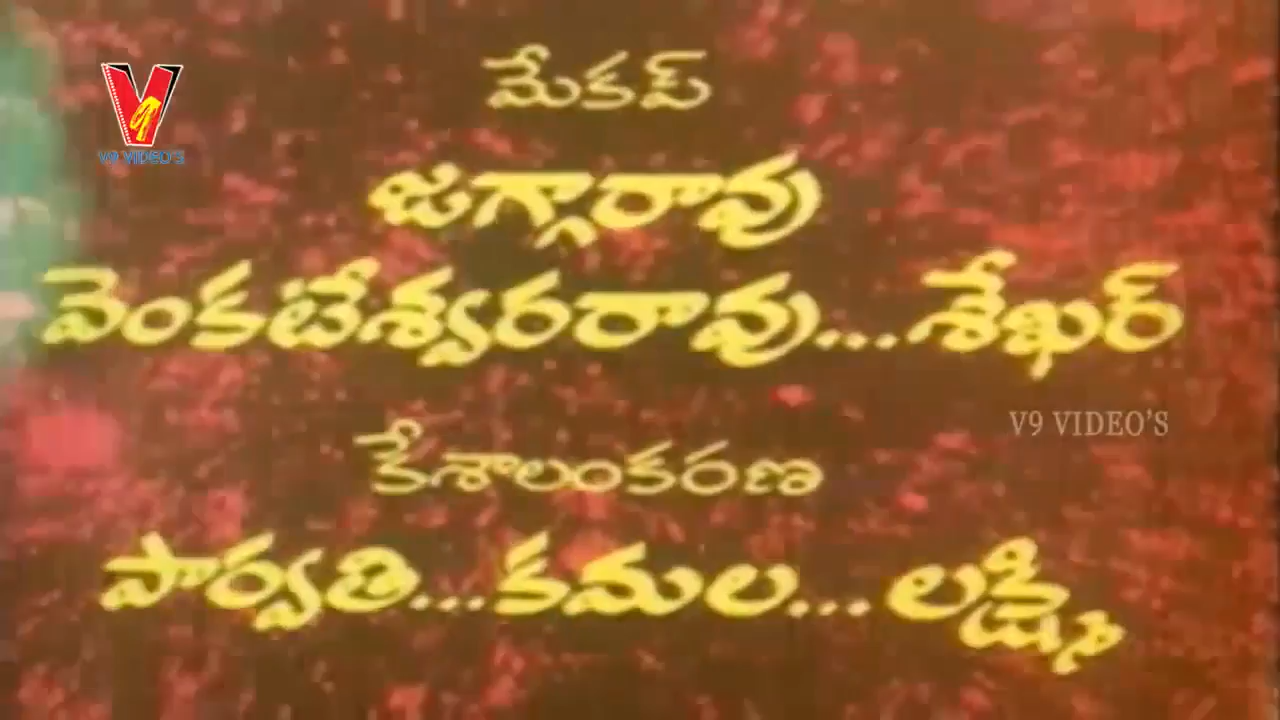 మేకప్
V9 VIDEO'S
జగ్గారావు
వెంకటేశ్వరరావు...శేఖర్
V9 VIDEO'S
కేశాలంకరణ
పార్వతి...కమల...లక్ష్మి